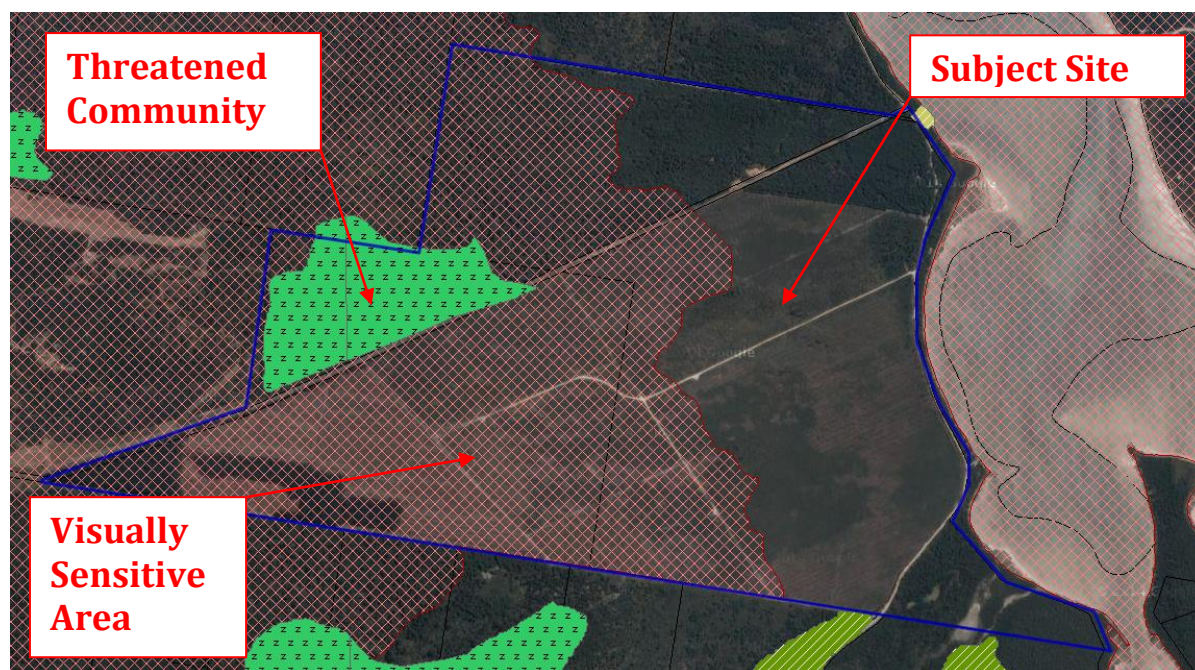 Threatened
Community
Subject Site
Visually
Sensitive
Area